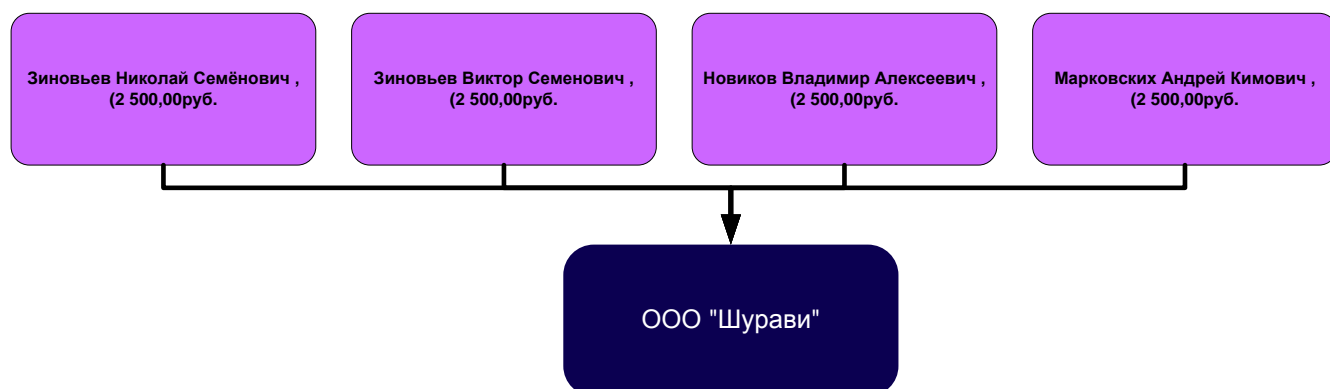 Зиновьев Николай Семёнович ,
(2 500,00руб.
Зиновьев Виктор Семенович ,
(2 500,00руб.
Новиков Владимир Алексеевич ,
(2 500,00руб.
Марковских Андрей Кимович ,
(2 500,00руб.
ООО "Шурави"